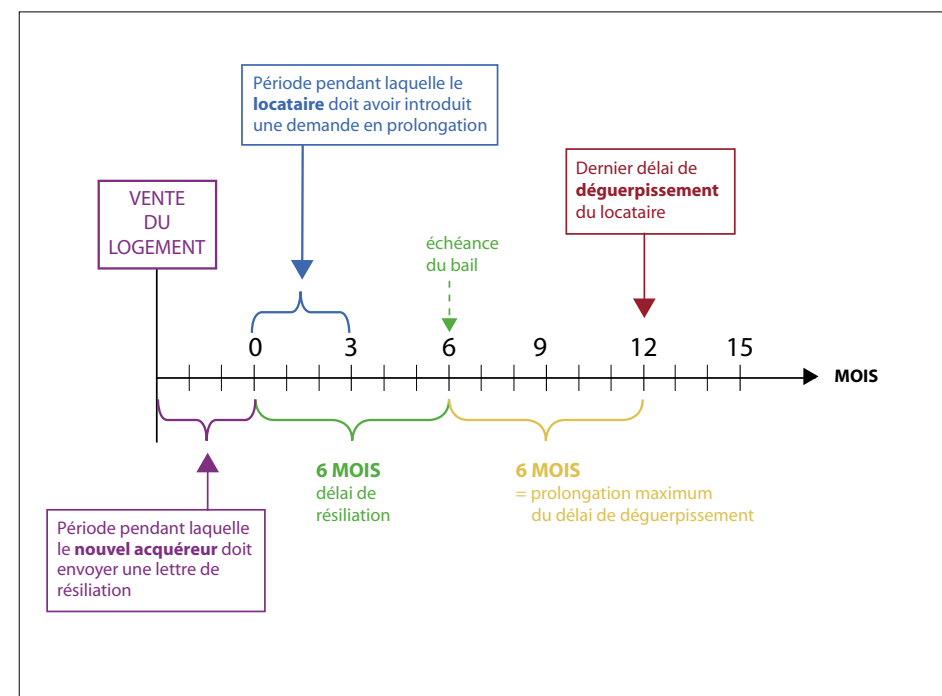 Période pendant laquelle le
locataire doit avoir introduit
une demande en prolongation
Dernier délai de
déguerpissement
du locataire
VENTE
DU
LOGEMENT
échéance
du bail
0
3
6
9
12
15
MOIS
6 MOIS
délai de
résiliation
6 MOIS
= prolongation maximum
du délai de déguerpissement
Période pendant laquelle
le nouvel acquéreur doit
envoyer une lettre de
résiliation